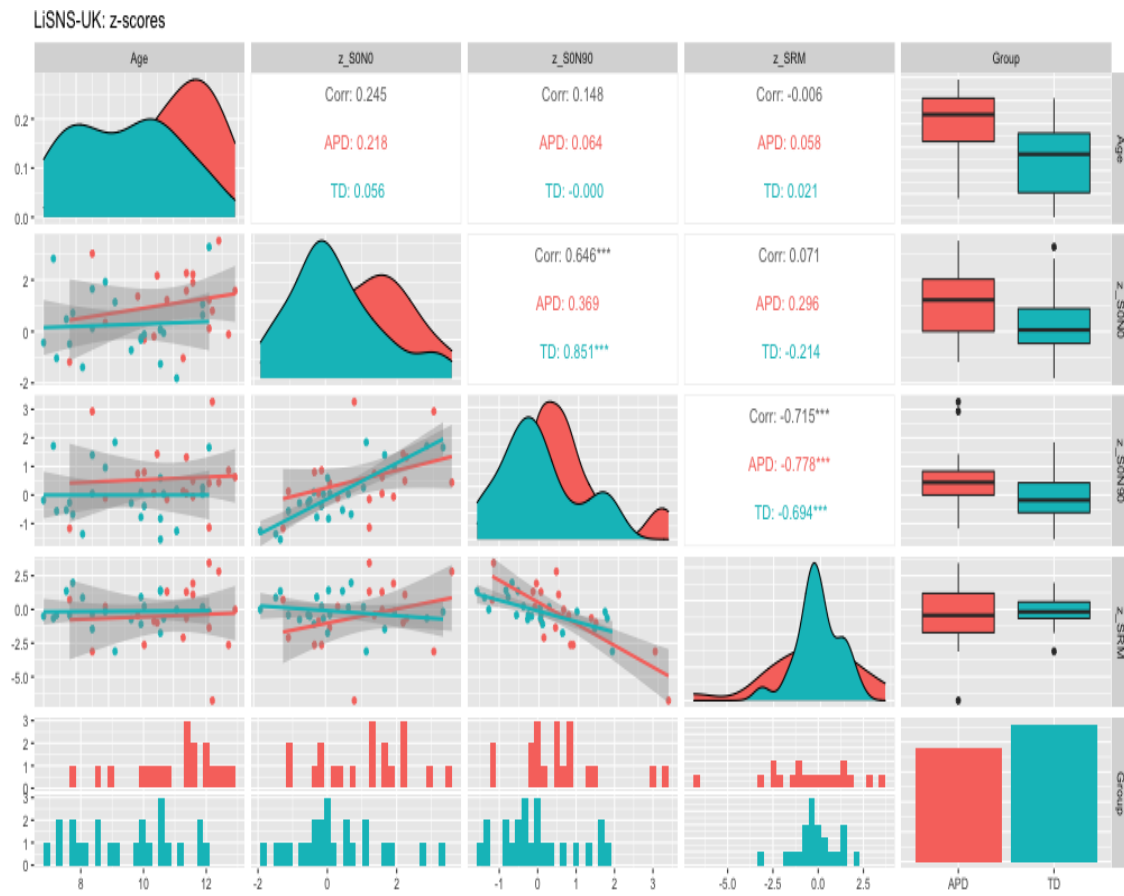 LiSNS-UK: z-scores
Age z_S0N0 z_S0N90 z_SRM Group
Corr: 0.245 Corr: 0.148 Corr: -0.006
APD: 0.218 APD: 0.064 APD: 0.058
TD: 0.056 TD: -0.000 TD: 0.021
0.2
0.1
0.0
Age
Corr: 0.646*** Corr: 0.071
APD: 0.369 APD: 0.296
TD: 0.851*** TD: -0.214
2
0
-2
z_S0N0
Corr: -0.715***
APD: -0.778***
TD: -0.694***
3
2
1
0
-1
z_S0N90
2.5
0.0
-2.5
-5.0
z_SRM
3
2
1
0
3
2
1
0
Group
8 10 12 -2 0 2 -1 0 1 2 3 -5.0 -2.5 0.0 2.5 APD TD